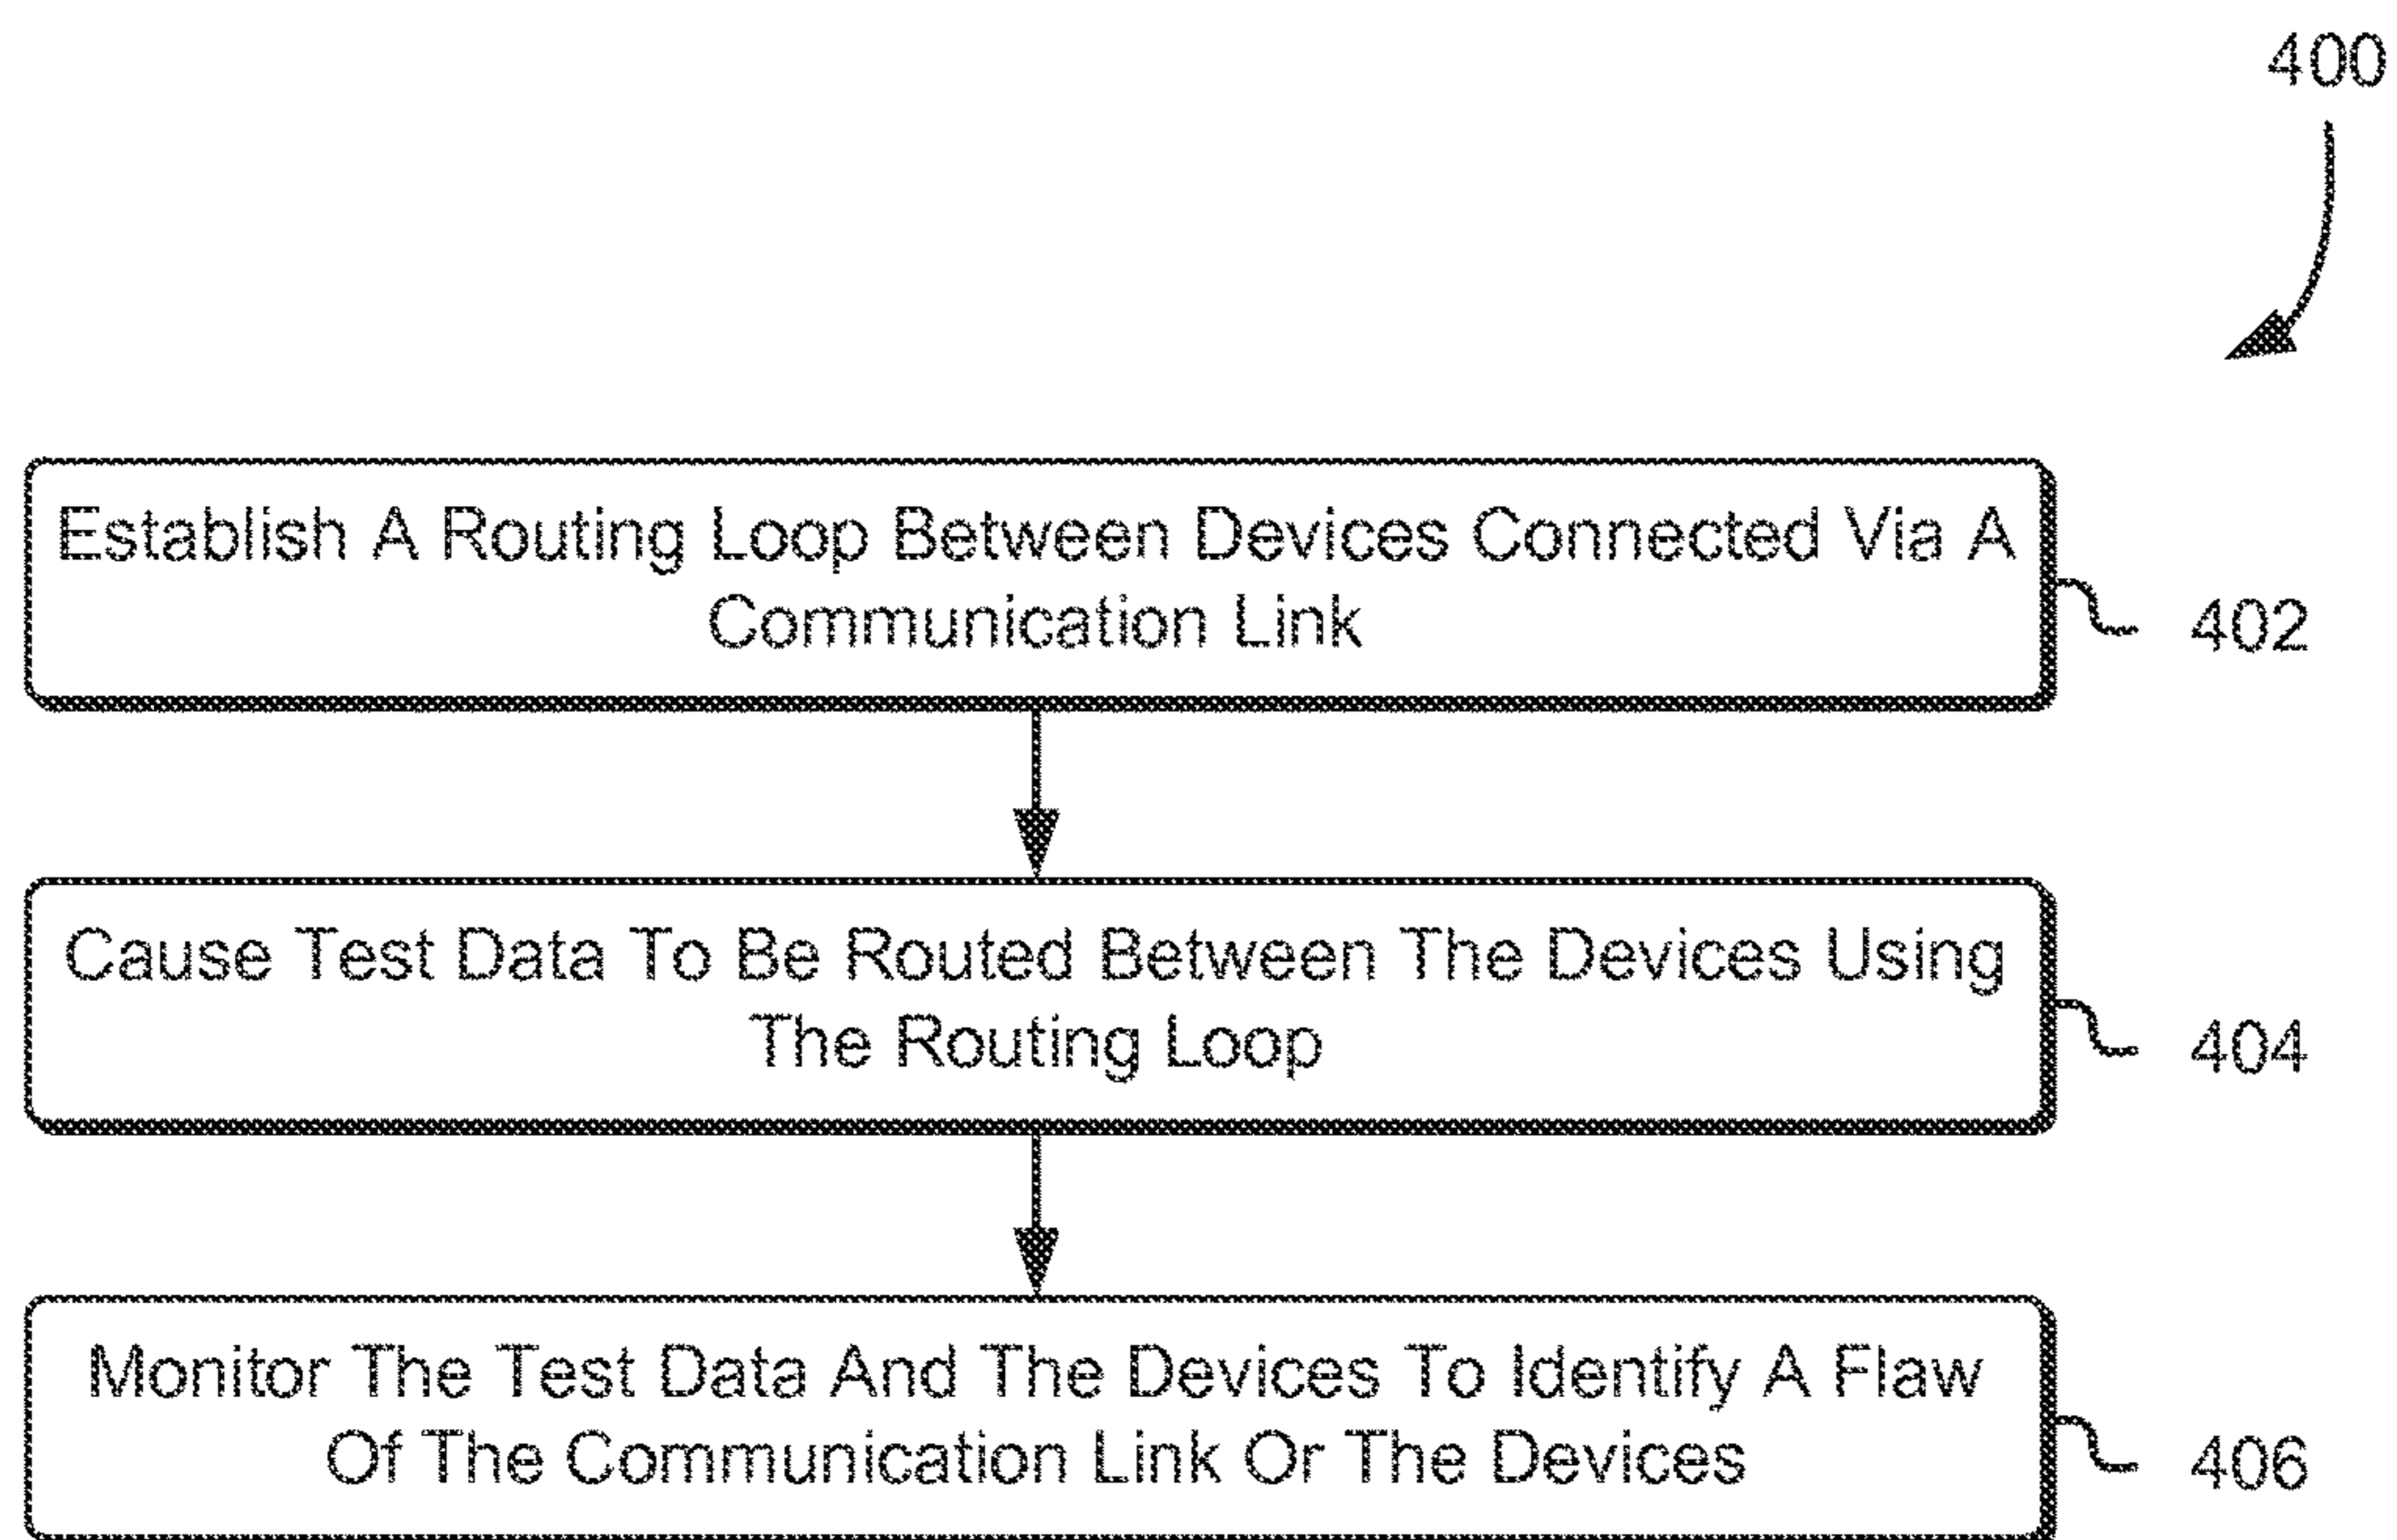 400
Establish A Routing Loop Between Devices Connected Via A
Communication Link
402
Cause Test Data To Be Routed Between The Devices Using
The Routing Loop
404
Monitor The Test Data And The Devices To Identify A Flaw
Of The Communication Link Or The Devices
406